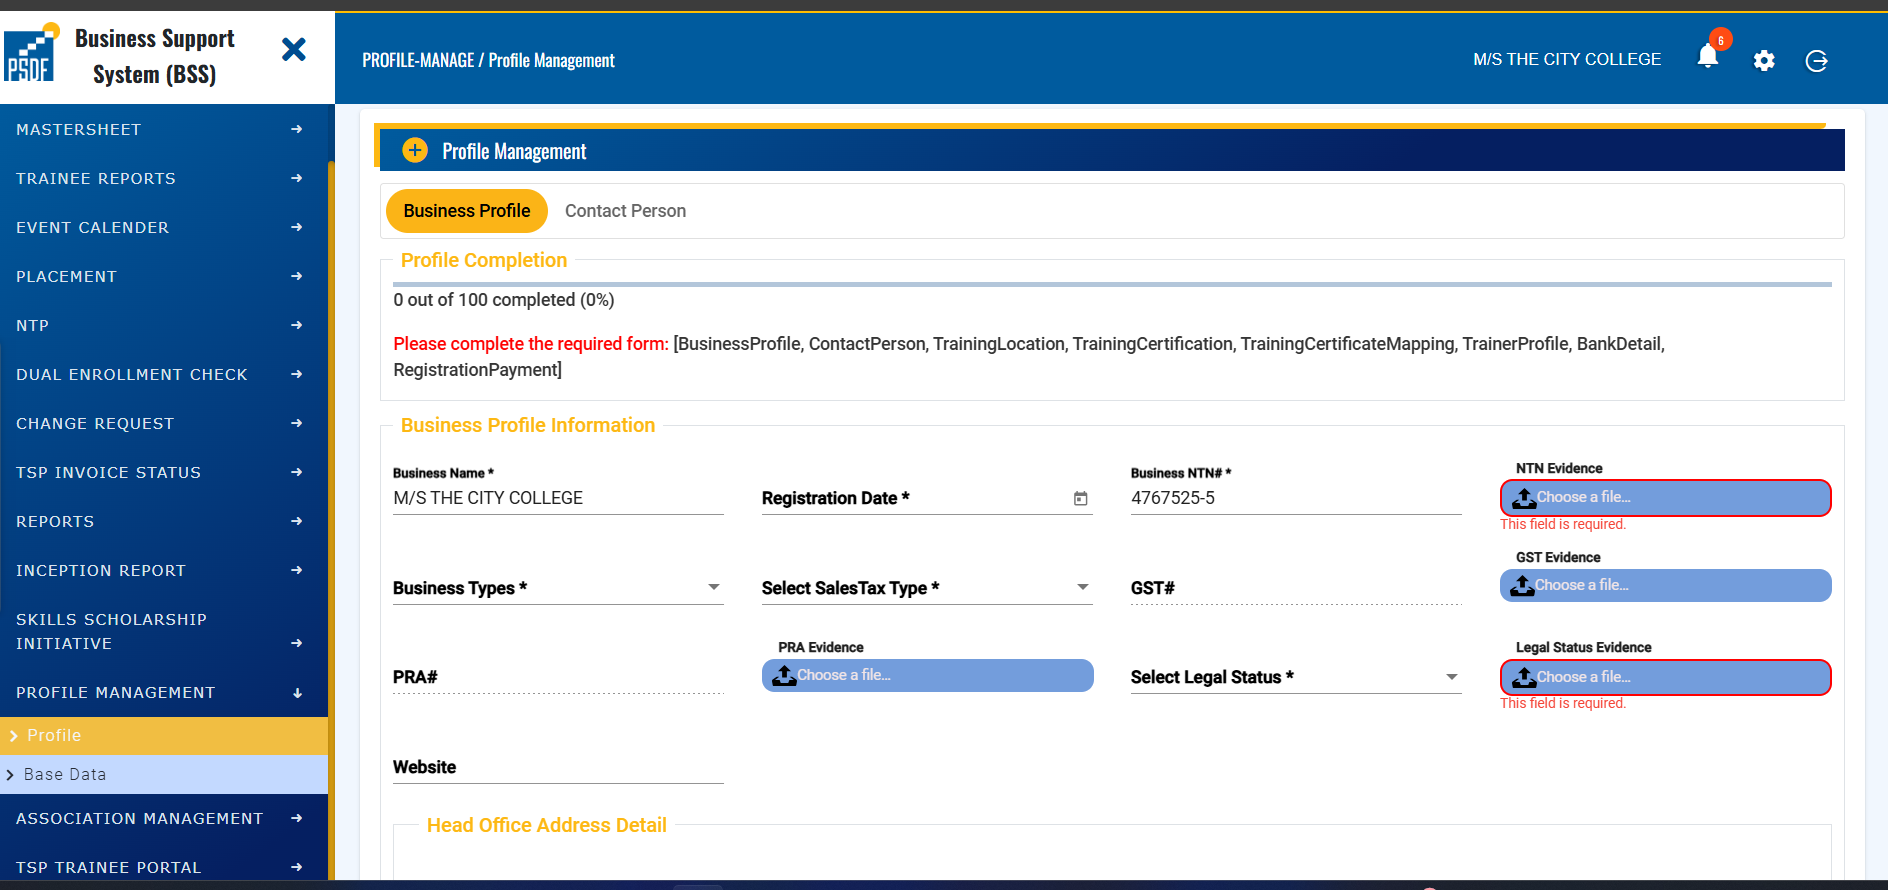 PSDF
Business Support
System (BSS)
PROFILE-MANAGE / Profile Management
M/S THE CITY COLLEGE
6
MASTERSHEET
TRAINEE REPORTS
EVENT CALENDER
PLACEMENT
NTP
DUAL ENROLLMENT CHECK
CHANGE REQUEST
TSP INVOICE STATUS
REPORTS
INCEPTION REPORT
SKILLS SCHOLARSHIP
INITIATIVE
PROFILE MANAGEMENT
Profile
Base Data
ASSOCIATION MANAGEMENT
TSP TRAINEE PORTAL
Profile Management
Business Profile
Contact Person
Profile Completion
0 out of 100 completed (0%)
Please complete the required form: [BusinessProfile, ContactPerson, TrainingLocation, TrainingCertification, TrainingCertificateMapping, TrainerProfile, BankDetail,
RegistrationPayment]
Business Profile Information
Business Name *
M/S THE CITY COLLEGE
Registration Date *
Business NTN# *
4767525-5
NTN Evidence
Choose a file...
This field is required.
Business Types *
Select SalesTax Type *
GST#
GST Evidence
Choose a file...
PRA#
PRA Evidence
Choose a file...
Select Legal Status *
Legal Status Evidence
Choose a file...
This field is required.
Website
Head Office Address Detail